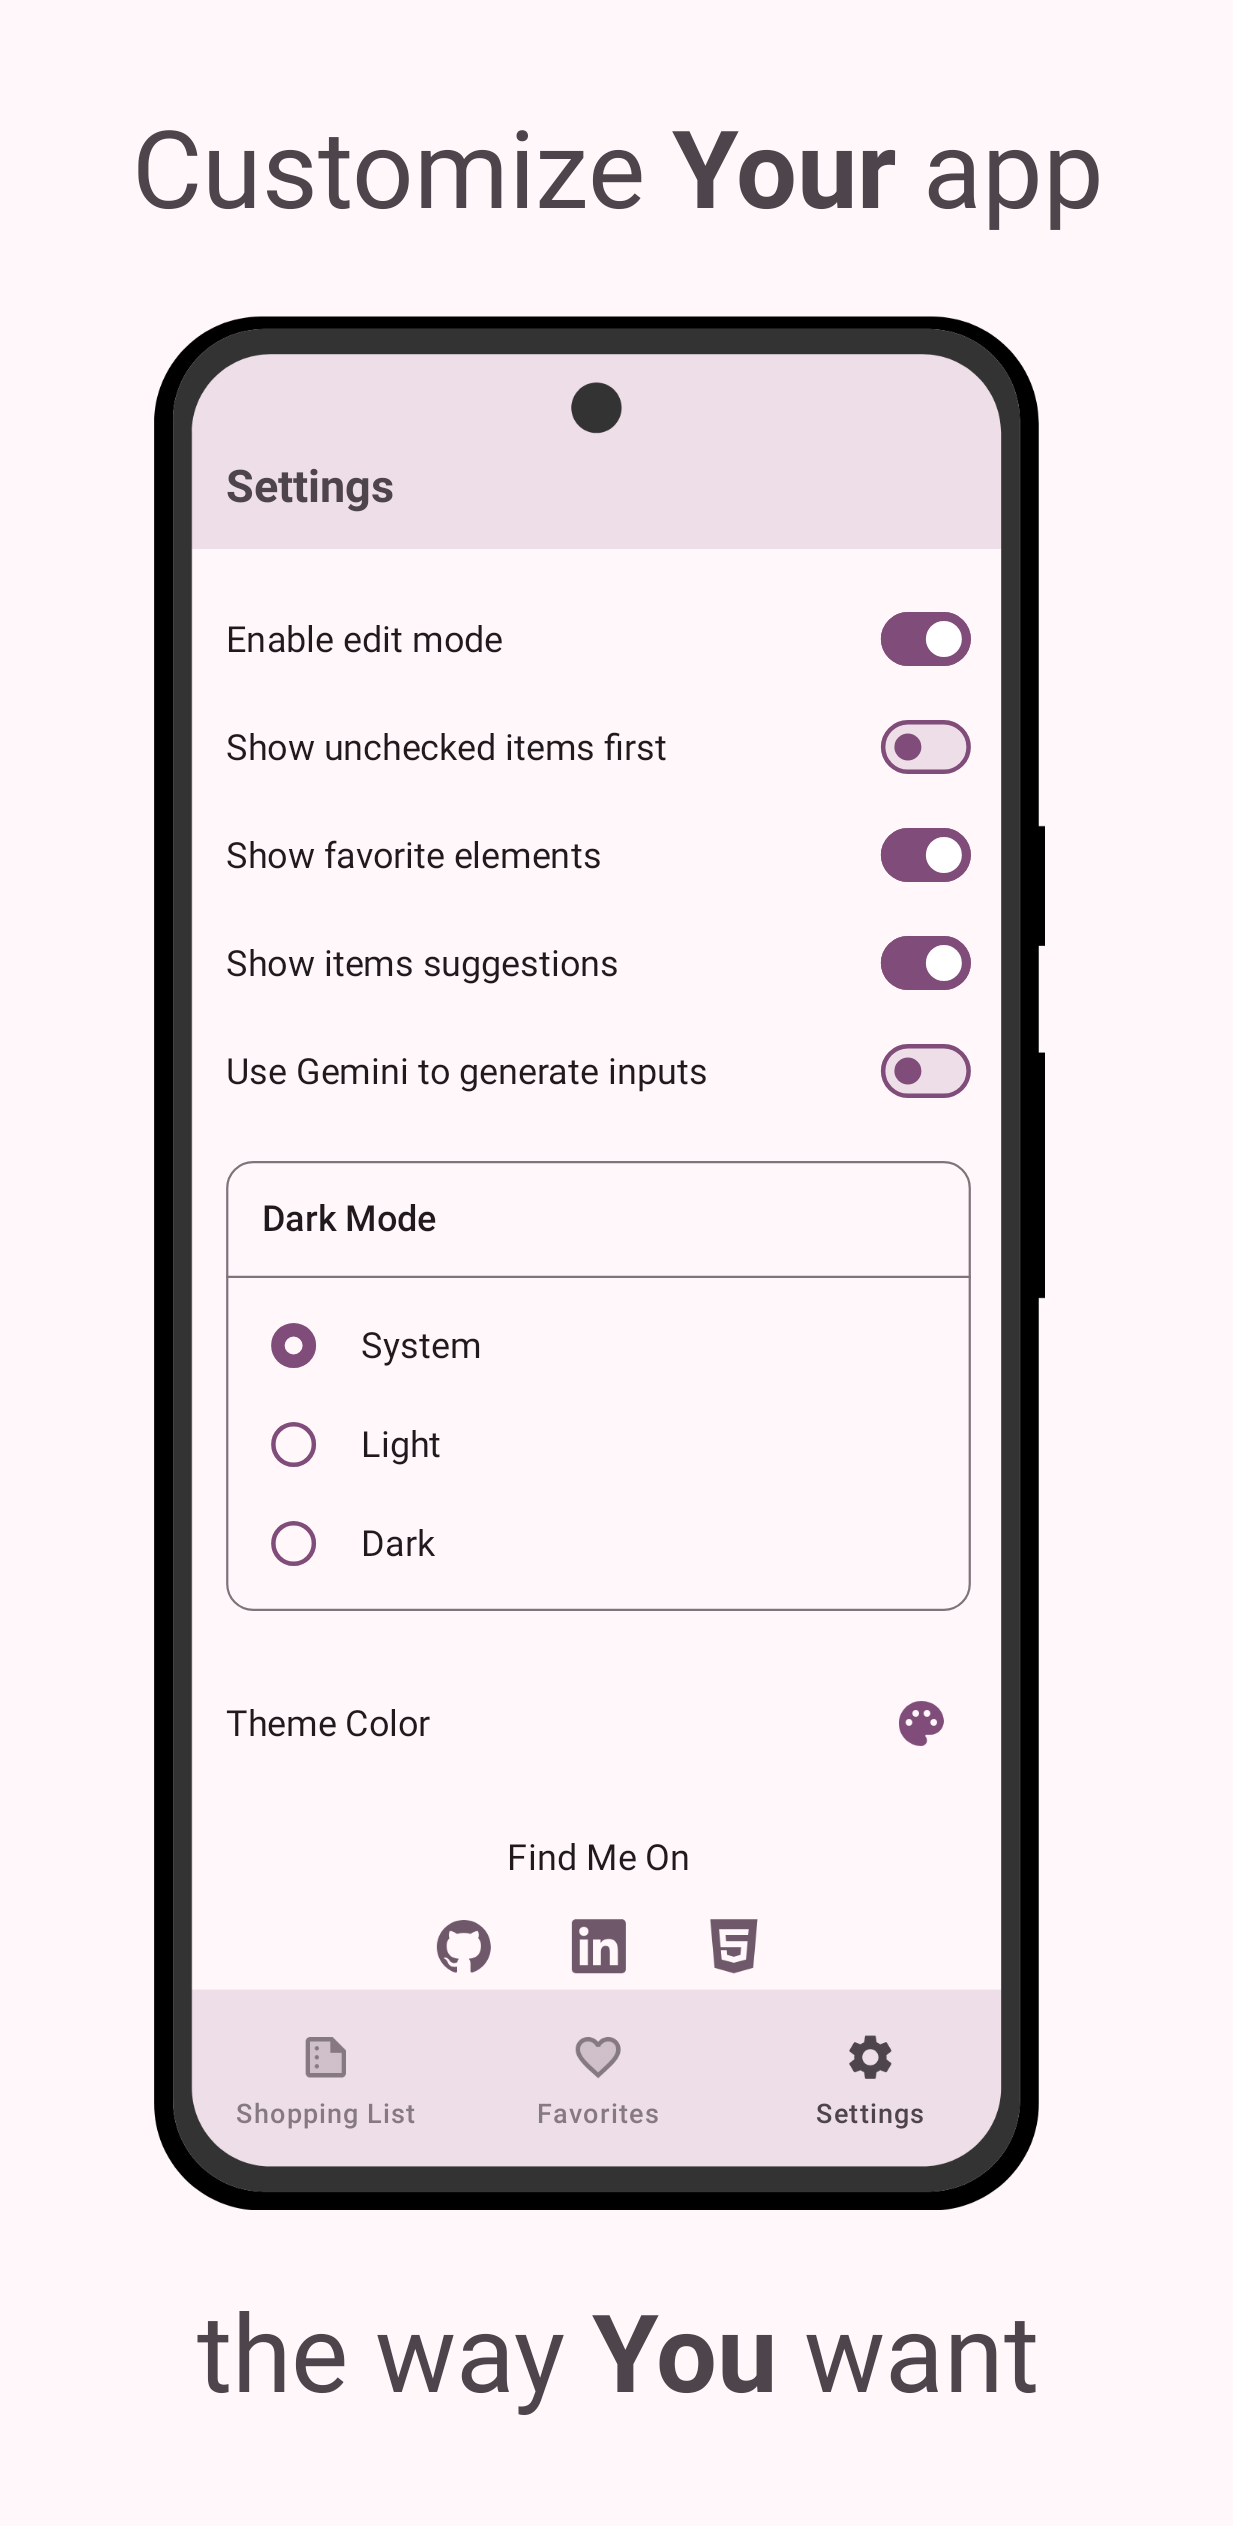 Customize Your app
Settings
Enable edit mode
Show unchecked items first
Show favorite elements
Show items suggestions
Use Gemini to generate inputs
Dark Mode
System
Light
Dark
Theme Color
Find Me On
in
5
Shopping List
Favorites
Settings
the way You want